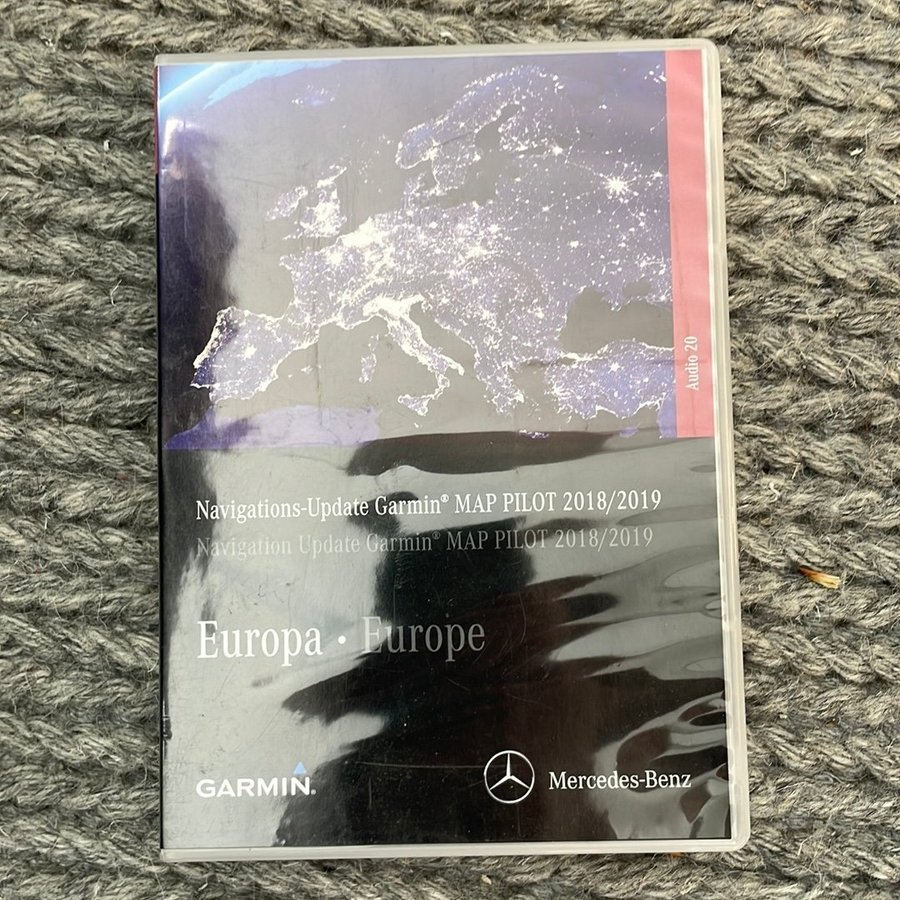 Audio 20
Navigations-Update Garmin® MAP PILOT 2018/2019
Navigation Update Garmin® MAP PILOT 2018/2019
Europa • Europe
GARMIN®
Mercedes-Benz